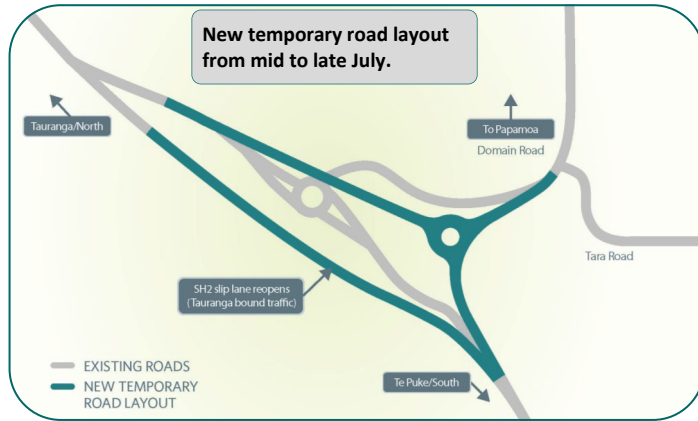 New temporary road layout
from mid to late July.
Tauranga/North
To Papamoa
Domain Road
Tara Road
SH2 slip lane reopens
(Tauranga bound traffic)
EXISTING ROADS
NEW TEMPORARY
ROAD LAYOUT
Te Puke/South